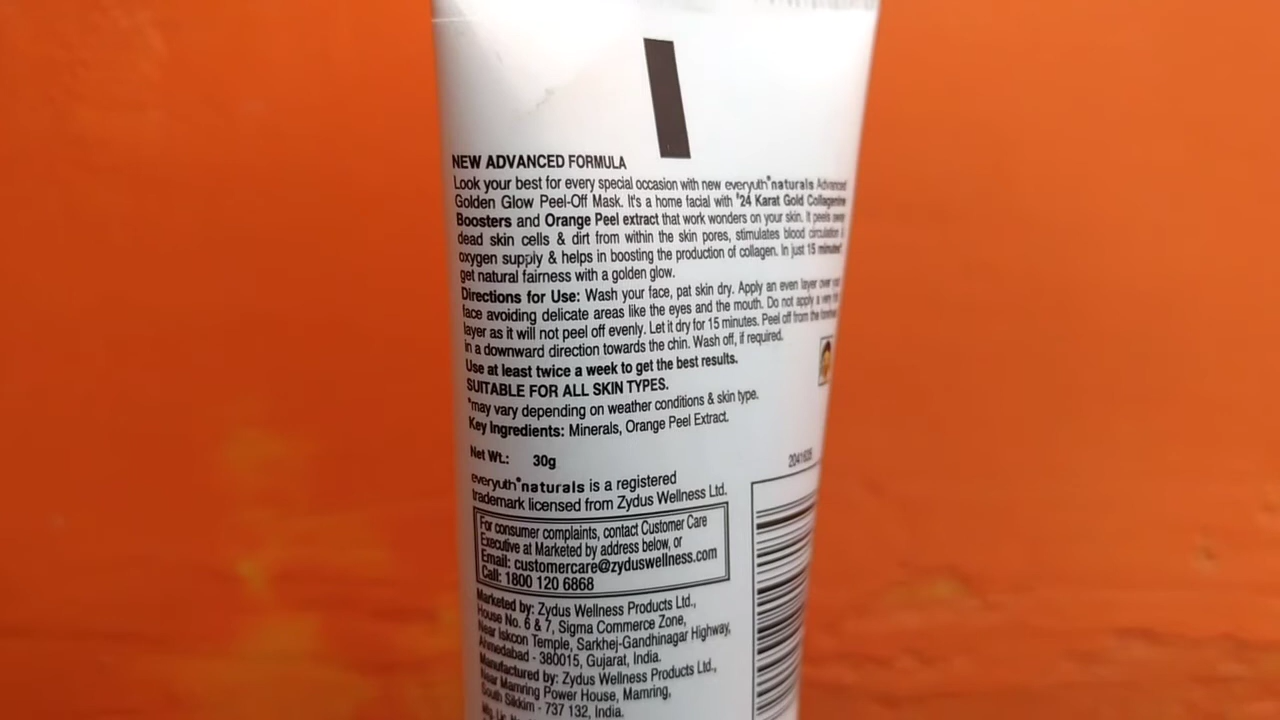 NEW ADVANCED FORMULA
Look your best for every special occasion with new everyuth®naturals Advanced
Golden Glow Peel-Off Mask. It's a home facial with "24 Karat Gold Collagenine
Boosters and Orange Peel extract that work wonders on your skin. It peels away
dead skin cells & dirt from within the skin pores, stimulates blood circulation &
oxygen supply & helps in boosting the production of collagen. In just 15 minutes*
get natural fairness with a golden glow.
Directions for Use: Wash your face, pat skin dry. Apply an even layer over your
face avoiding delicate areas like the eyes and the mouth. Do not apply a very
layer as it will not peel off evenly. Let it dry for 15 minutes. Peel off from the forehead
in a downward direction towards the chin. Wash off, if required.
Use at least twice a week to get the best results.
SUITABLE FOR ALL SKIN TYPES.
*may vary depending on weather conditions & skin type.
Key Ingredients: Minerals, Orange Peel Extract.
Net Wt.: 30g
everyuth®naturals is a registered
trademark licensed from Zydus Wellness Ltd.
For consumer complaints, contact Customer Care
Executive at Marketed by address below, or
Email: customercare@zyduswellness.com
Call: 1800 120 6868
Marketed by: Zydus Wellness Products Ltd.,
House No. 6 & 7, Sigma Commerce Zone,
Near Iskcon Temple, Sarkhej-Gandhinagar Highway,
Ahmedabad - 380015, Gujarat, India.
Manufactured by: Zydus Wellness Products Ltd.,
Near Mamring Power House, Mamring,
South Sikkim - 737 132, India.